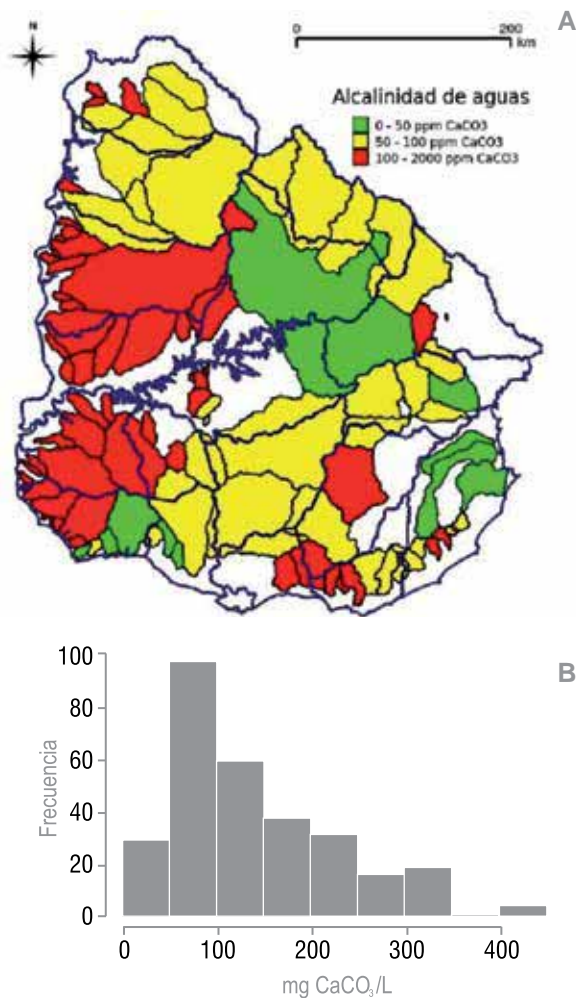 A
N
0 200
km
Alcalinidad de aguas
0 - 50 ppm CaCO3
50 - 100 ppm CaCO3
100 - 2000 ppm CaCO3
B
100
80
60
40
20
0
Frecuencia
0 100 200 300 400
mg CaCO₃/L